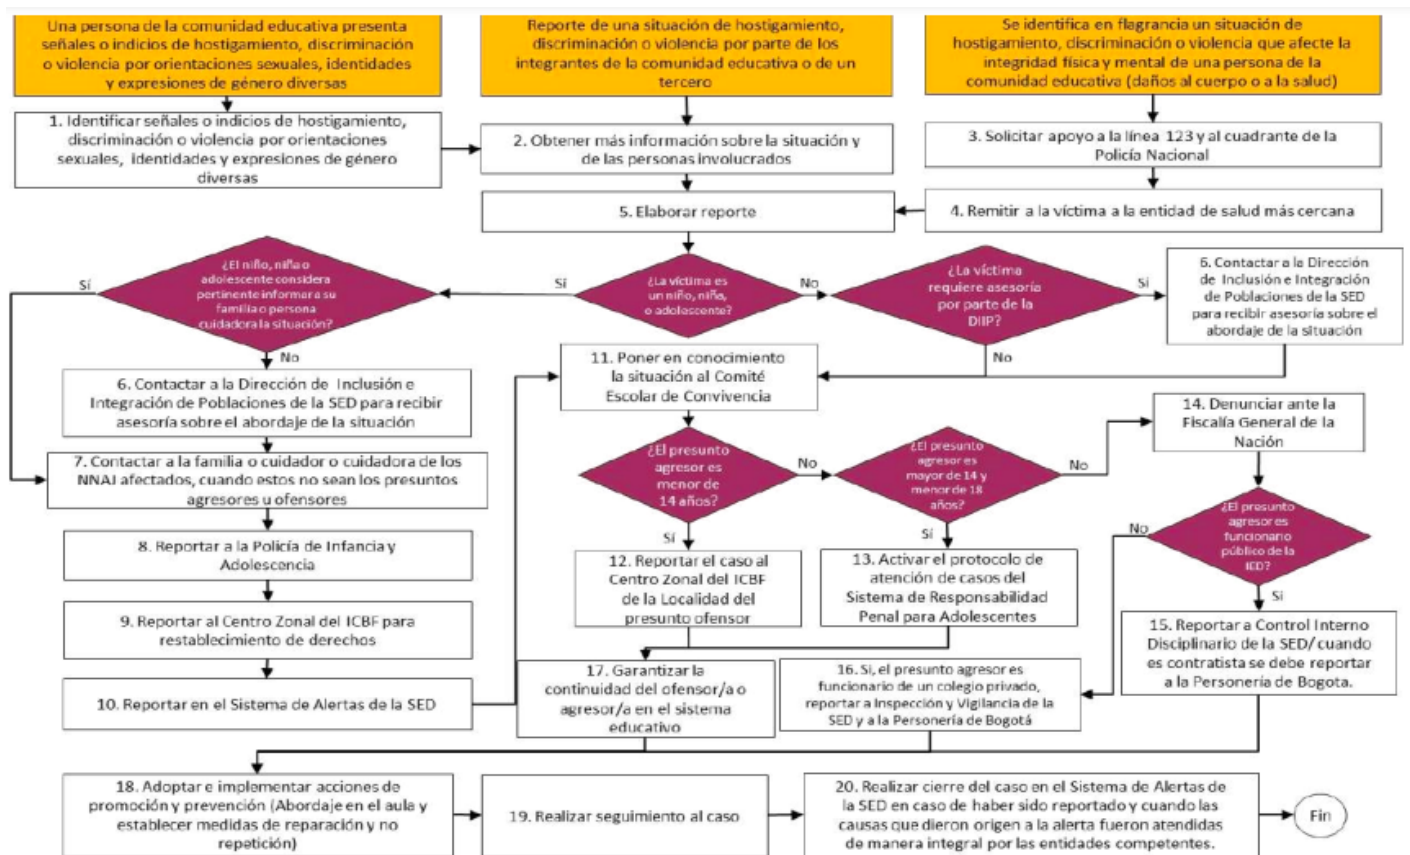 Una persona de la comunidad educativa presenta
señales o indicios de hostigamiento, discriminación
o violencia por orientaciones sexuales, identidades
y expresiones de género diversas
Reporte de una situación de hostigamiento,
discriminación o violencia por parte de los
integrantes de la comunidad educativa o de un
tercero
Se identifica en flagrancia un situación de
hostigamiento, discriminación o violencia que afecte la
integridad física y mental de una persona de la
comunidad educativa (daños al cuerpo o a la salud)
1. Identificar señales o indicios de hostigamiento,
discriminación o violencia por orientaciones
sexuales, identidades y expresiones de género
diversas
2. Obtener más información sobre la situación y
de las personas involucrados
3. Solicitar apoyo a la línea 123 y al cuadrante de la
Policía Nacional
5. Elaborar reporte
4. Remitir a la víctima a la entidad de salud más cercana
¿El niño, niña o
adolescente considera
pertinente informar a su
familia o persona
cuidadora la situación?
Sí
No
¿La víctima es
un niño, niña,
o adolescente?
Sí
No
¿La víctima
requiere asesoría
por parte de la
DIIP?
Sí
No
6. Contactar a la Dirección
de Inclusión e Integración
de Poblaciones de la SED
para recibir asesoría sobre el
abordaje de la situación
6. Contactar a la Dirección de Inclusión e
Integración de Poblaciones de la SED para recibir
asesoría sobre el abordaje de la situación
7. Contactar a la familia o cuidador o cuidadora de los
NNAJ afectados, cuando estos no sean los presuntos
agresores u ofensores
8. Reportar a la Policía de Infancia y
Adolescencia
9. Reportar al Centro Zonal del ICBF para
restablecimiento de derechos
10. Reportar en el Sistema de Alertas de la SED
11. Poner en conocimiento
la situación al Comité
Escolar de Convivencia
¿El presunto
agresor es
menor de
14 años?
No
Sí
¿El presunto
agresor es
mayor de 14 y
menor de 18
años?
No
Sí
14. Denunciar ante la
Fiscalía General de la
Nación
¿El presunto
agresor es
funcionario
público de la
IED?
No
Sí
12. Reportar el caso al
Centro Zonal del ICBF
de la Localidad del
presunto ofensor
13. Activar el protocolo de
atención de casos del
Sistema de Responsabilidad
Penal para Adolescentes
15. Reportar a Control Interno
Disciplinario de la SED/ cuando
es contratista se debe reportar
a la Personería de Bogota.
17. Garantizar la
continuidad del ofensor/a o
agresor/a en el sistema
educativo
16. Si, el presunto agresor es
funcionario de un colegio privado,
reportar a Inspección y Vigilancia de la
SED y a la Personería de Bogotá
18. Adoptar e implementar acciones de
promoción y prevención (Abordaje en el aula y
establecer medidas de reparación y no
repetición)
19. Realizar seguimiento al caso
20. Realizar cierre del caso en el Sistema de Alertas de
la SED en caso de haber sido reportado y cuando las
causas que dieron origen a la alerta fueron atendidas
de manera integral por las entidades competentes.
Fin